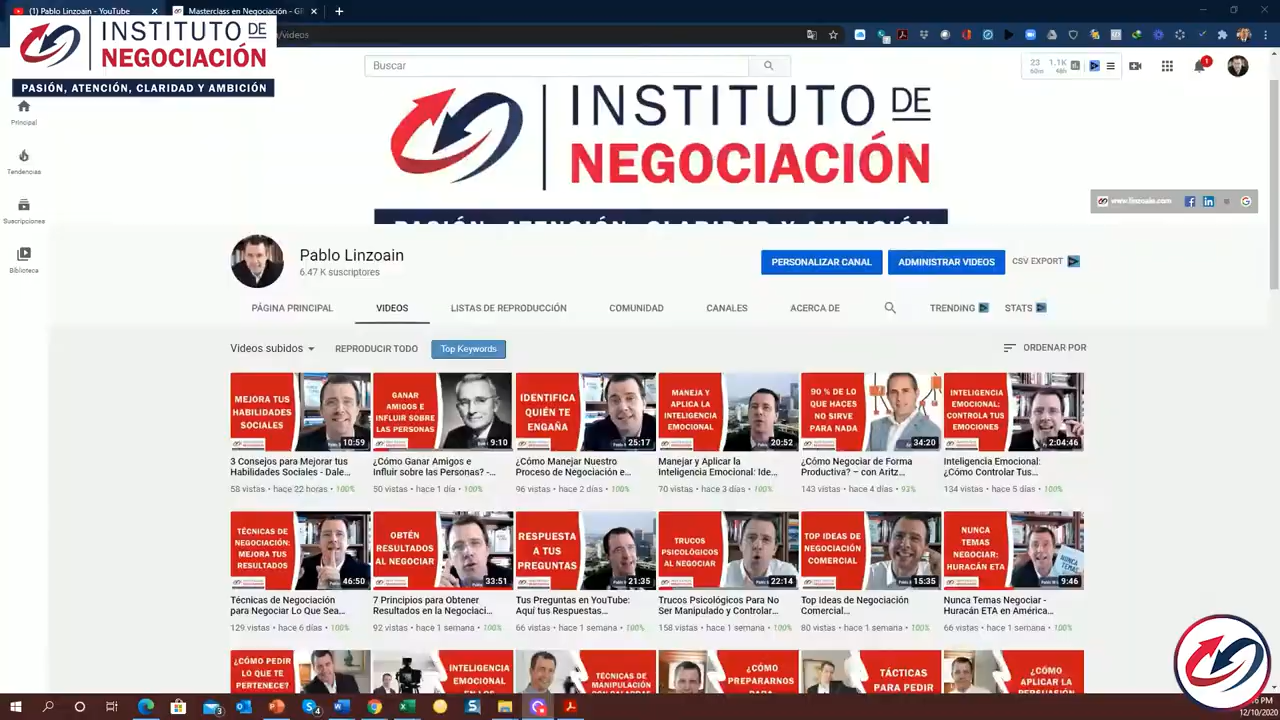 (1) Pablo Linzoain - YouTube
Masterclass en Negociación - GR
/videos
INSTITUTO DE
NEGOCIACIÓN
PASIÓN, ATENCIÓN, CLARIDAD Y AMBICIÓN
Buscar
23
60m
1.1K
48h
1
Principal
Tendencias
Suscripciones
Biblioteca
INSTITUTO DE
NEGOCIACIÓN
PASIÓN, ATENCIÓN, CLARIDAD Y AMBICIÓN
www.linzoain.com
Pablo Linzoain
6.47 K suscriptores
PERSONALIZAR CANAL
ADMINISTRAR VIDEOS
CSV EXPORT
PÁGINA PRINCIPAL
VIDEOS
LISTAS DE REPRODUCCIÓN
COMUNIDAD
CANALES
ACERCA DE
TRENDING
STATS
Videos subidos
REPRODUCIR TODO
Top Keywords
ORDENAR POR
MEJORA TUS
HABILIDADES
SOCIALES
10:59
3 Consejos para Mejorar tus
Habilidades Sociales - Dale...
58 vistas • hace 22 horas • 100%
GANAR
AMIGOS E
INFLUIR SOBRE
LAS PERSONAS
9:10
¿Cómo Ganar Amigos e
Influir sobre las Personas? -...
50 vistas • hace 1 día • 100%
IDENTIFICA
QUIÉN TE
ENGAÑA
25:17
¿Cómo Manejar Nuestro
Proceso de Negociación e...
96 vistas • hace 2 días • 100%
MANEJA Y
APLICA LA
INTELIGENCIA
EMOCIONAL
20:52
Manejar y Aplicar la
Inteligencia Emocional: Ide...
70 vistas • hace 3 días • 100%
90 % DE LO
QUE HACES
NO SIRVE
PARA NADA
34:20
¿Cómo Negociar de Forma
Productiva? – con Aritz...
143 vistas • hace 4 días • 93%
INTELIGENCIA
EMOCIONAL:
CONTROLA TUS
EMOCIONES
2:04:46
Inteligencia Emocional:
¿Cómo Controlar Tus...
134 vistas • hace 5 días • 100%
TÉCNICAS DE
NEGOCIACIÓN:
MEJORA TUS
RESULTADOS
46:50
Técnicas de Negociación
para Negociar Lo Que Sea...
129 vistas • hace 6 días • 100%
OBTÉN
RESULTADOS
AL NEGOCIAR
33:51
7 Principios para Obtener
Resultados en la Negociaci...
92 vistas • hace 1 semana • 100%
RESPUESTA
A TUS
PREGUNTAS
21:35
Tus Preguntas en YouTube:
Aquí tus Respuestas...
66 vistas • hace 1 semana • 100%
TRUCOS
PSICOLÓGICOS
AL NEGOCIAR
22:14
Trucos Psicológicos Para No
Ser Manipulado y Controlar...
158 vistas • hace 1 semana • 100%
TOP IDEAS DE
NEGOCIACIÓN
COMERCIAL
15:35
Top Ideas de Negociación
Comercial...
80 vistas • hace 1 semana • 100%
NUNCA
TEMAS
NEGOCIAR:
HURACÁN ETA
9:46
Nunca Temas Negociar -
Huracán ETA en América...
66 vistas • hace 1 semana • 100%
¿CÓMO PEDIR
LO QUE TE
PERTENECE?
INTELIGENCIA
EMOCIONAL
EN LOS
TÉCNICAS DE
MANIPULACIÓN
¿CÓMO
PREPARARNOS
PARA
TÁCTICAS
PARA PEDIR
¿CÓMO
APLICAR LA
PERSUASIÓN
12/10/2020